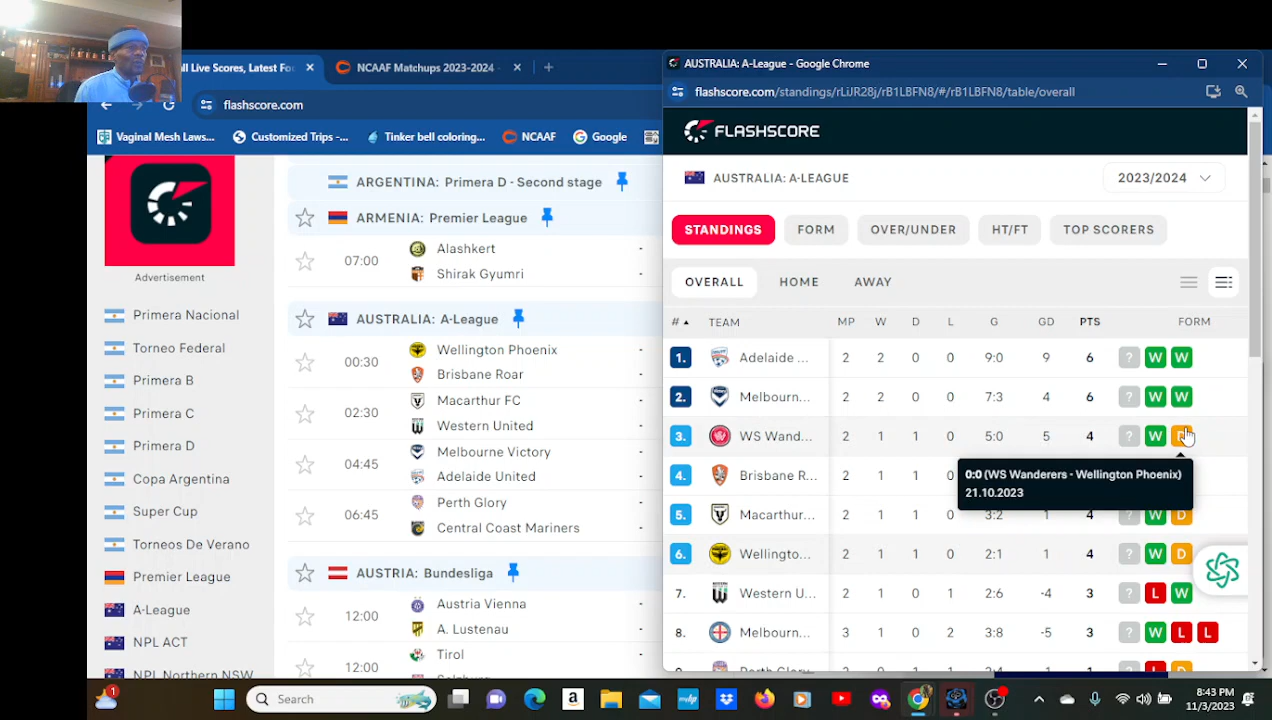 ll Live Scores, Latest Foo
NCAAF Matchups 2023-2024 -
AUSTRALIA: A-League - Google Chrome
flashscore.com
flashscore.com/standings/rLiJR28j/rB1LBFN8/#/rB1LBFN8/table/overall
Vaginal Mesh Laws...
Customized Trips -...
Tinker bell coloring...
NCAAF
Google
FLASHSCORE
Advertisement
Primera Nacional
Torneo Federal
Primera B
Primera C
Primera D
Copa Argentina
Super Cup
Torneos De Verano
Premier League
A-League
NPL ACT
NPL Northern NSW
ARGENTINA: Primera D - Second stage
ARMENIA: Premier League
07:00 Alashkert -
Shirak Gyumri -
AUSTRALIA: A-League
00:30 Wellington Phoenix -
Brisbane Roar -
02:30 Macarthur FC -
Western United -
04:45 Melbourne Victory -
Adelaide United -
06:45 Perth Glory -
Central Coast Mariners -
AUSTRIA: Bundesliga
12:00 Austria Vienna -
A. Lustenau -
12:00 Tirol -
AUSTRALIA: A-LEAGUE
2023/2024
STANDINGS FORM OVER/UNDER HT/FT TOP SCORERS
OVERALL HOME AWAY
# TEAM MP W D L G GD PTS FORM
1. Adelaide ... 2 2 0 0 9:0 9 6 ? W W
2. Melbourn... 2 2 0 0 7:3 4 6 ? W W
3. WS Wand... 2 1 1 0 5:0 5 4 ? W D
0:0 (WS Wanderers - Wellington Phoenix)
21.10.2023
4. Brisbane R... 2 1 1 0
5. Macarthur... 2 1 1 0 3:2 1 4 ? W D
6. Wellingto... 2 1 1 0 2:1 1 4 ? W D
7. Western U... 2 1 0 1 2:6 -4 3 ? L W
8. Melbourn... 3 1 0 2 3:8 -5 3 ? W L L
Perth Glory
1
Search
hp
8:43 PM
11/3/2023